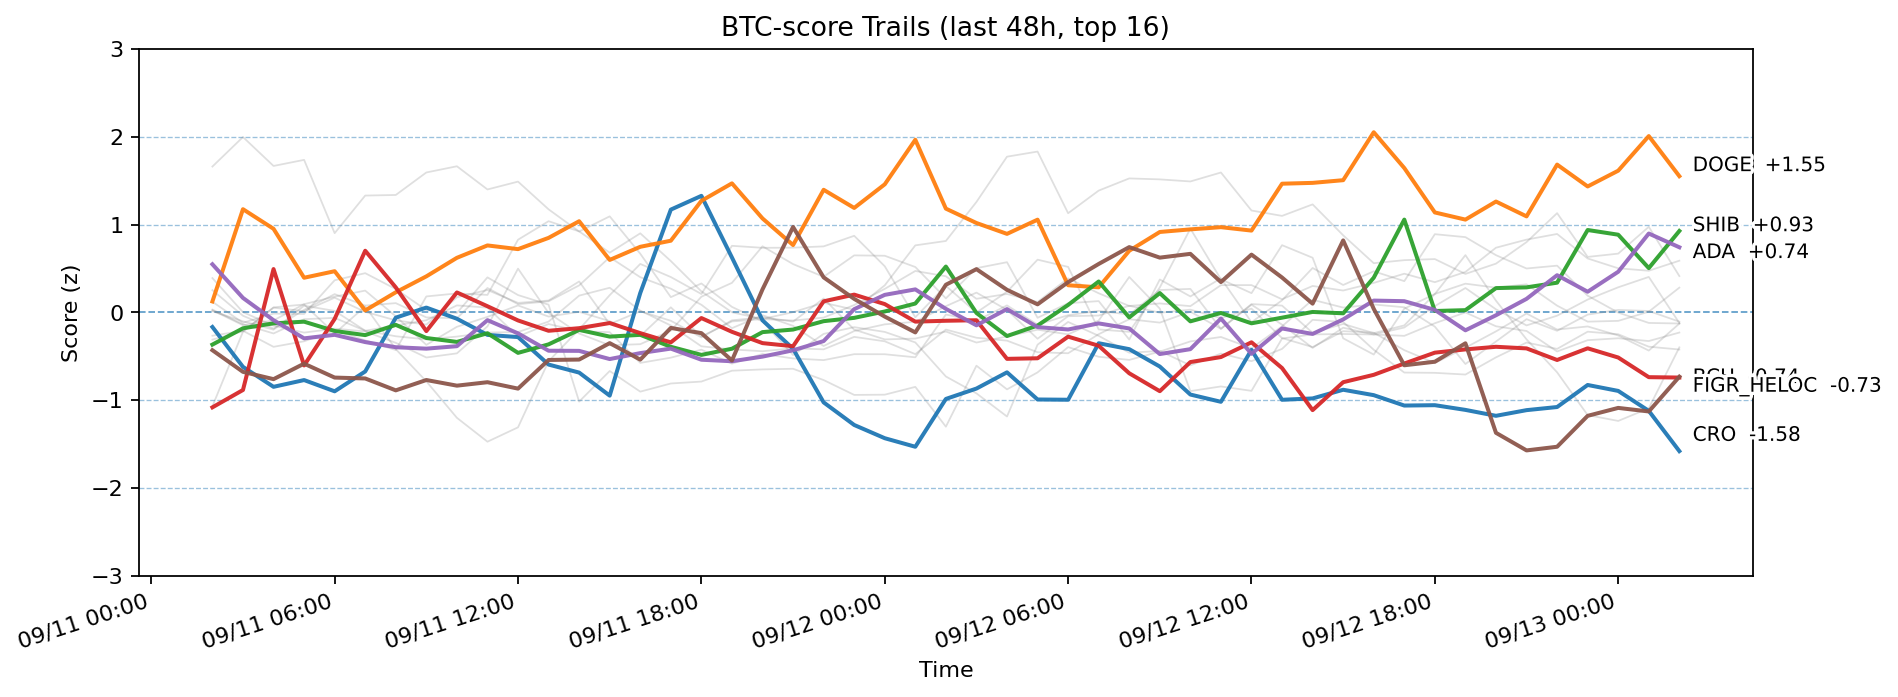 BTC-score Trails (last 48h, top 16)
3
2
1
0
−1
−2
−3
Score (z)
DOGE +1.55
SHIB +0.93
ADA +0.74
-0.74
FIGR_HELOC -0.73
CRO -1.58
09/11 00:00
09/11 06:00
09/11 12:00
09/11 18:00
09/12 00:00
09/12 06:00
09/12 12:00
09/12 18:00
09/13 00:00
Time